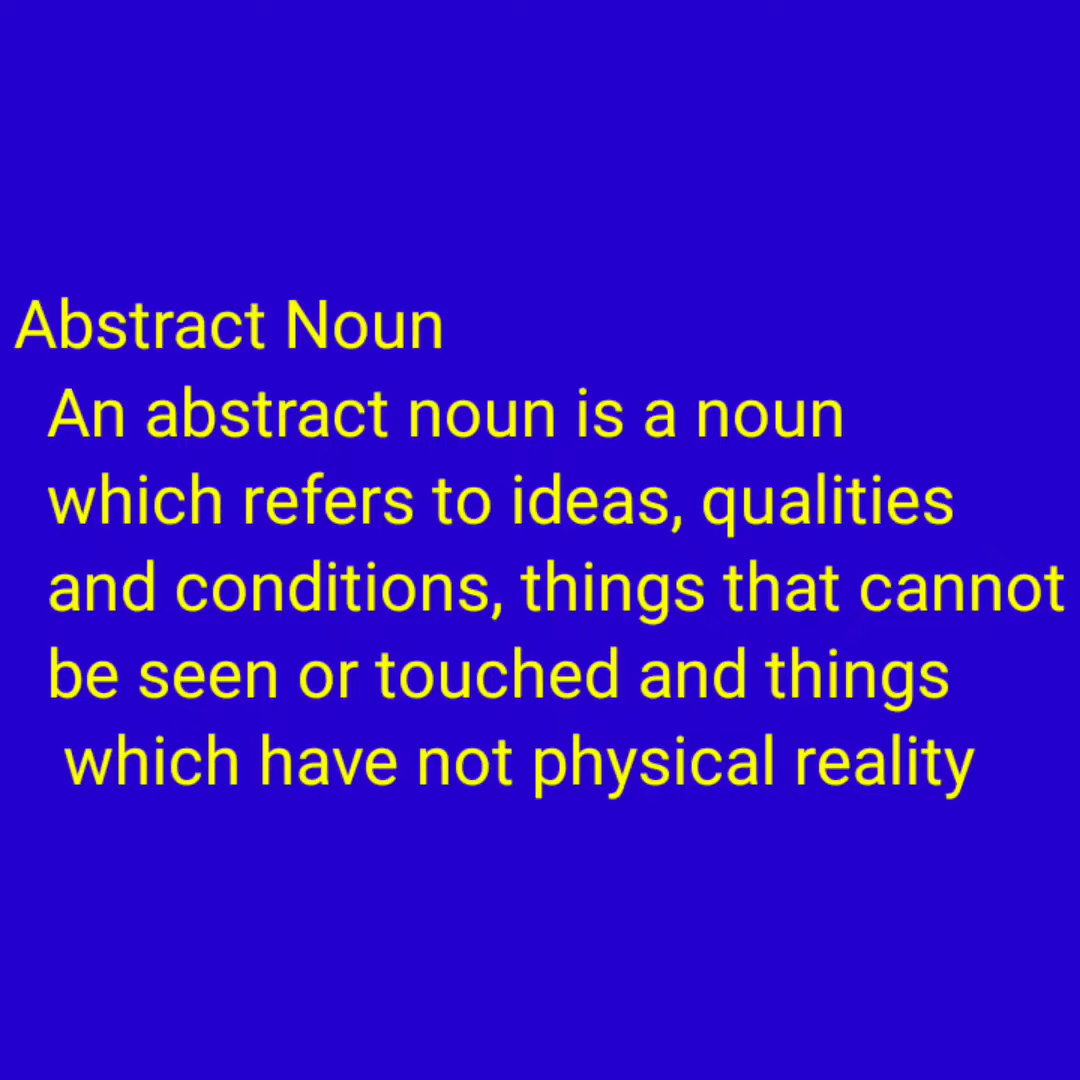 Abstract Noun
An abstract noun is a noun
which refers to ideas, qualities
and conditions, things that cannot
be seen or touched and things
which have not physical reality